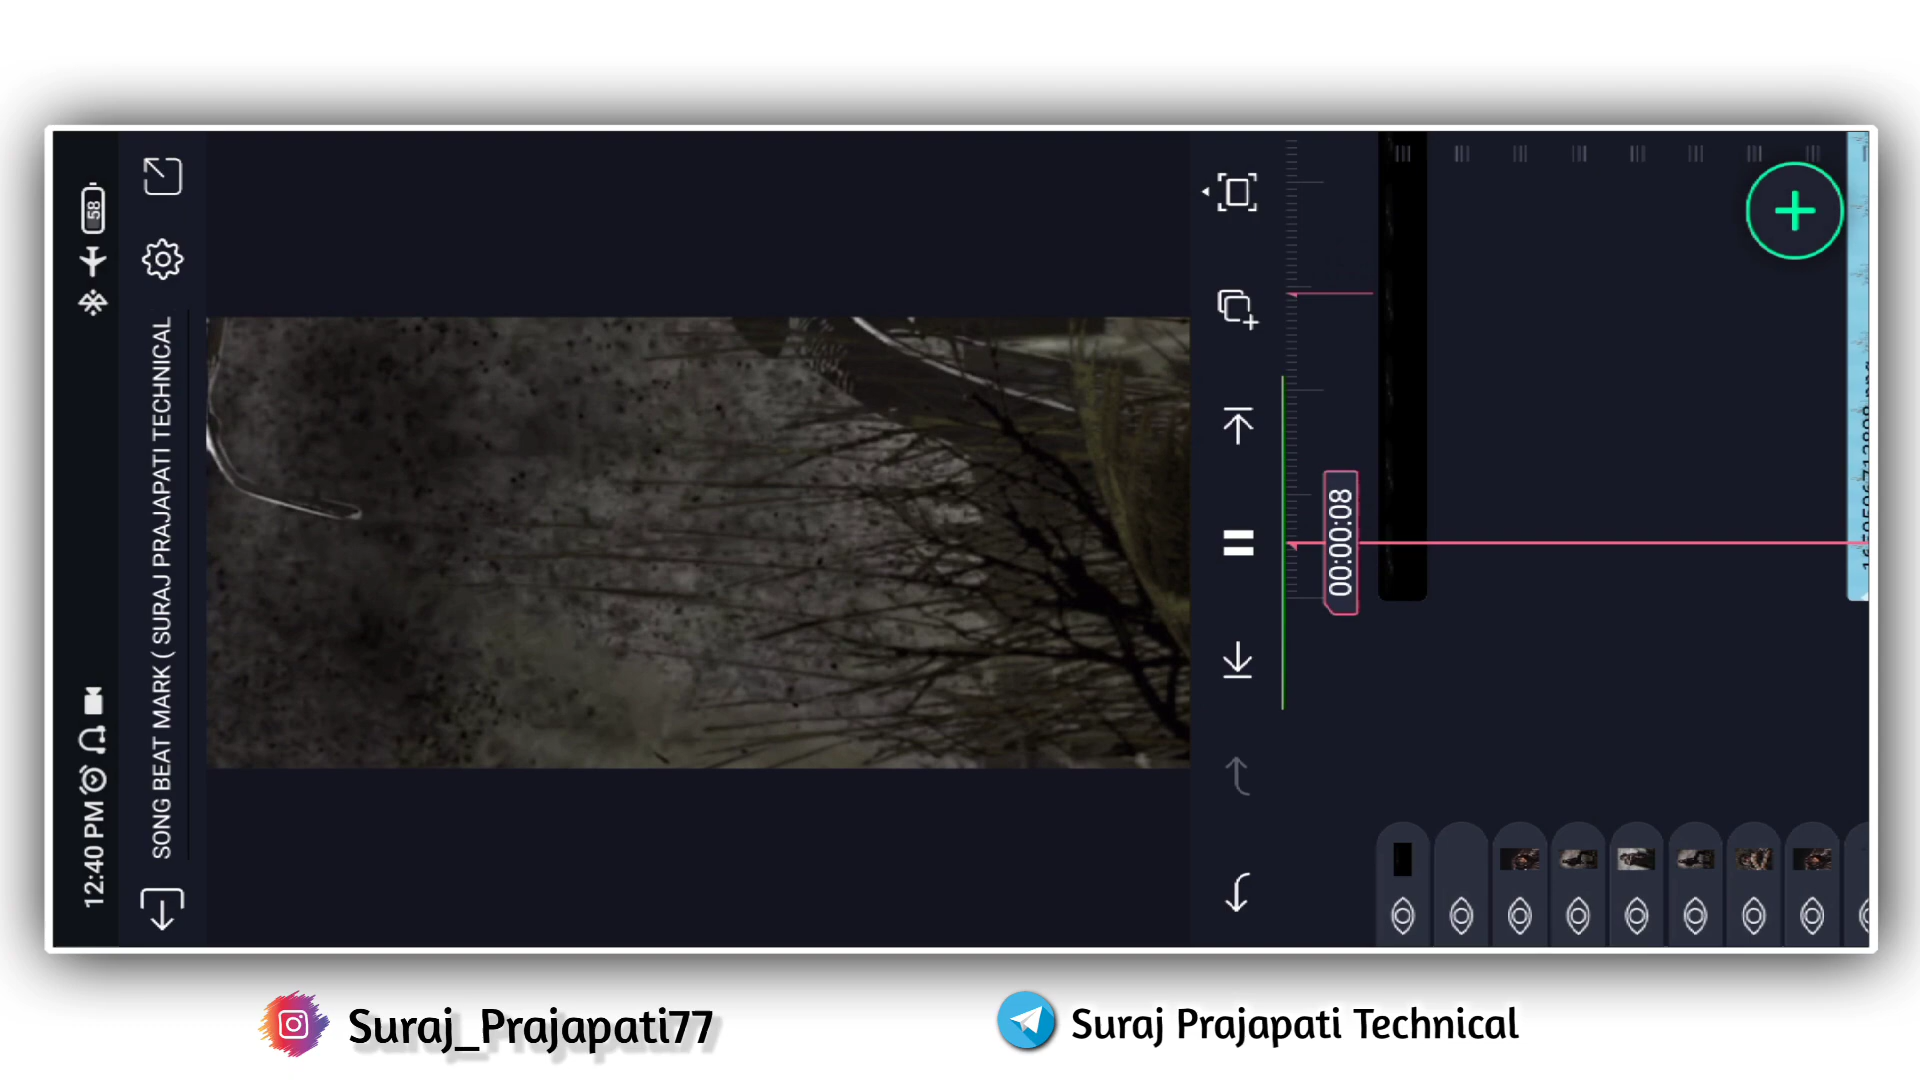 12:40 PM
58
SONG BEAT MARK ( SURAJ PRAJAPATI TECHNICAL
00:00:08
Suraj_Prajapati77
Suraj Prajapati Technical